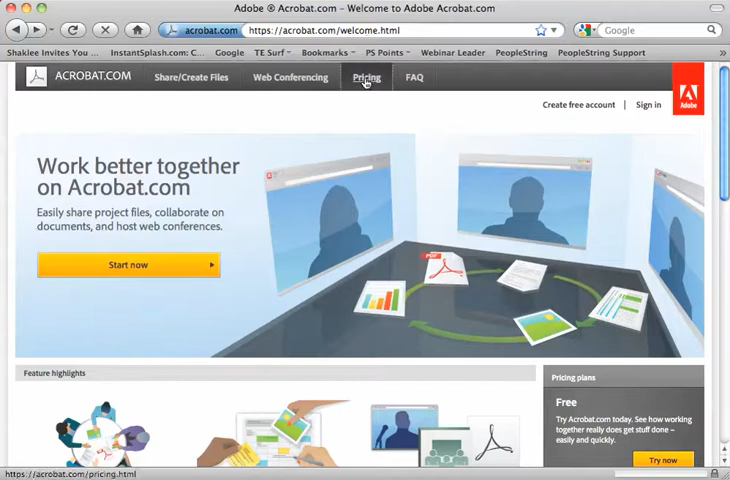 Adobe ® Acrobat.com - Welcome to Adobe Acrobat.com
acrobat.com https://acrobat.com/welcome.html
Google
Shaklee Invites You ... InstantSplash.com: C... Google TE Surf Bookmarks PS Points Webinar Leader PeopleString PeopleString Support
ACROBAT.COM Share/Create Files Web Conferencing Pricing FAQ
Adobe
Create free account | Sign in
Work better together
on Acrobat.com
Easily share project files, collaborate on
documents, and host web conferences.
Start now
PDF
Feature highlights
Pricing plans
Free
Try Acrobat.com today. See how working
together really does get stuff done –
easily and quickly.
Try now
https://acrobat.com/pricing.html